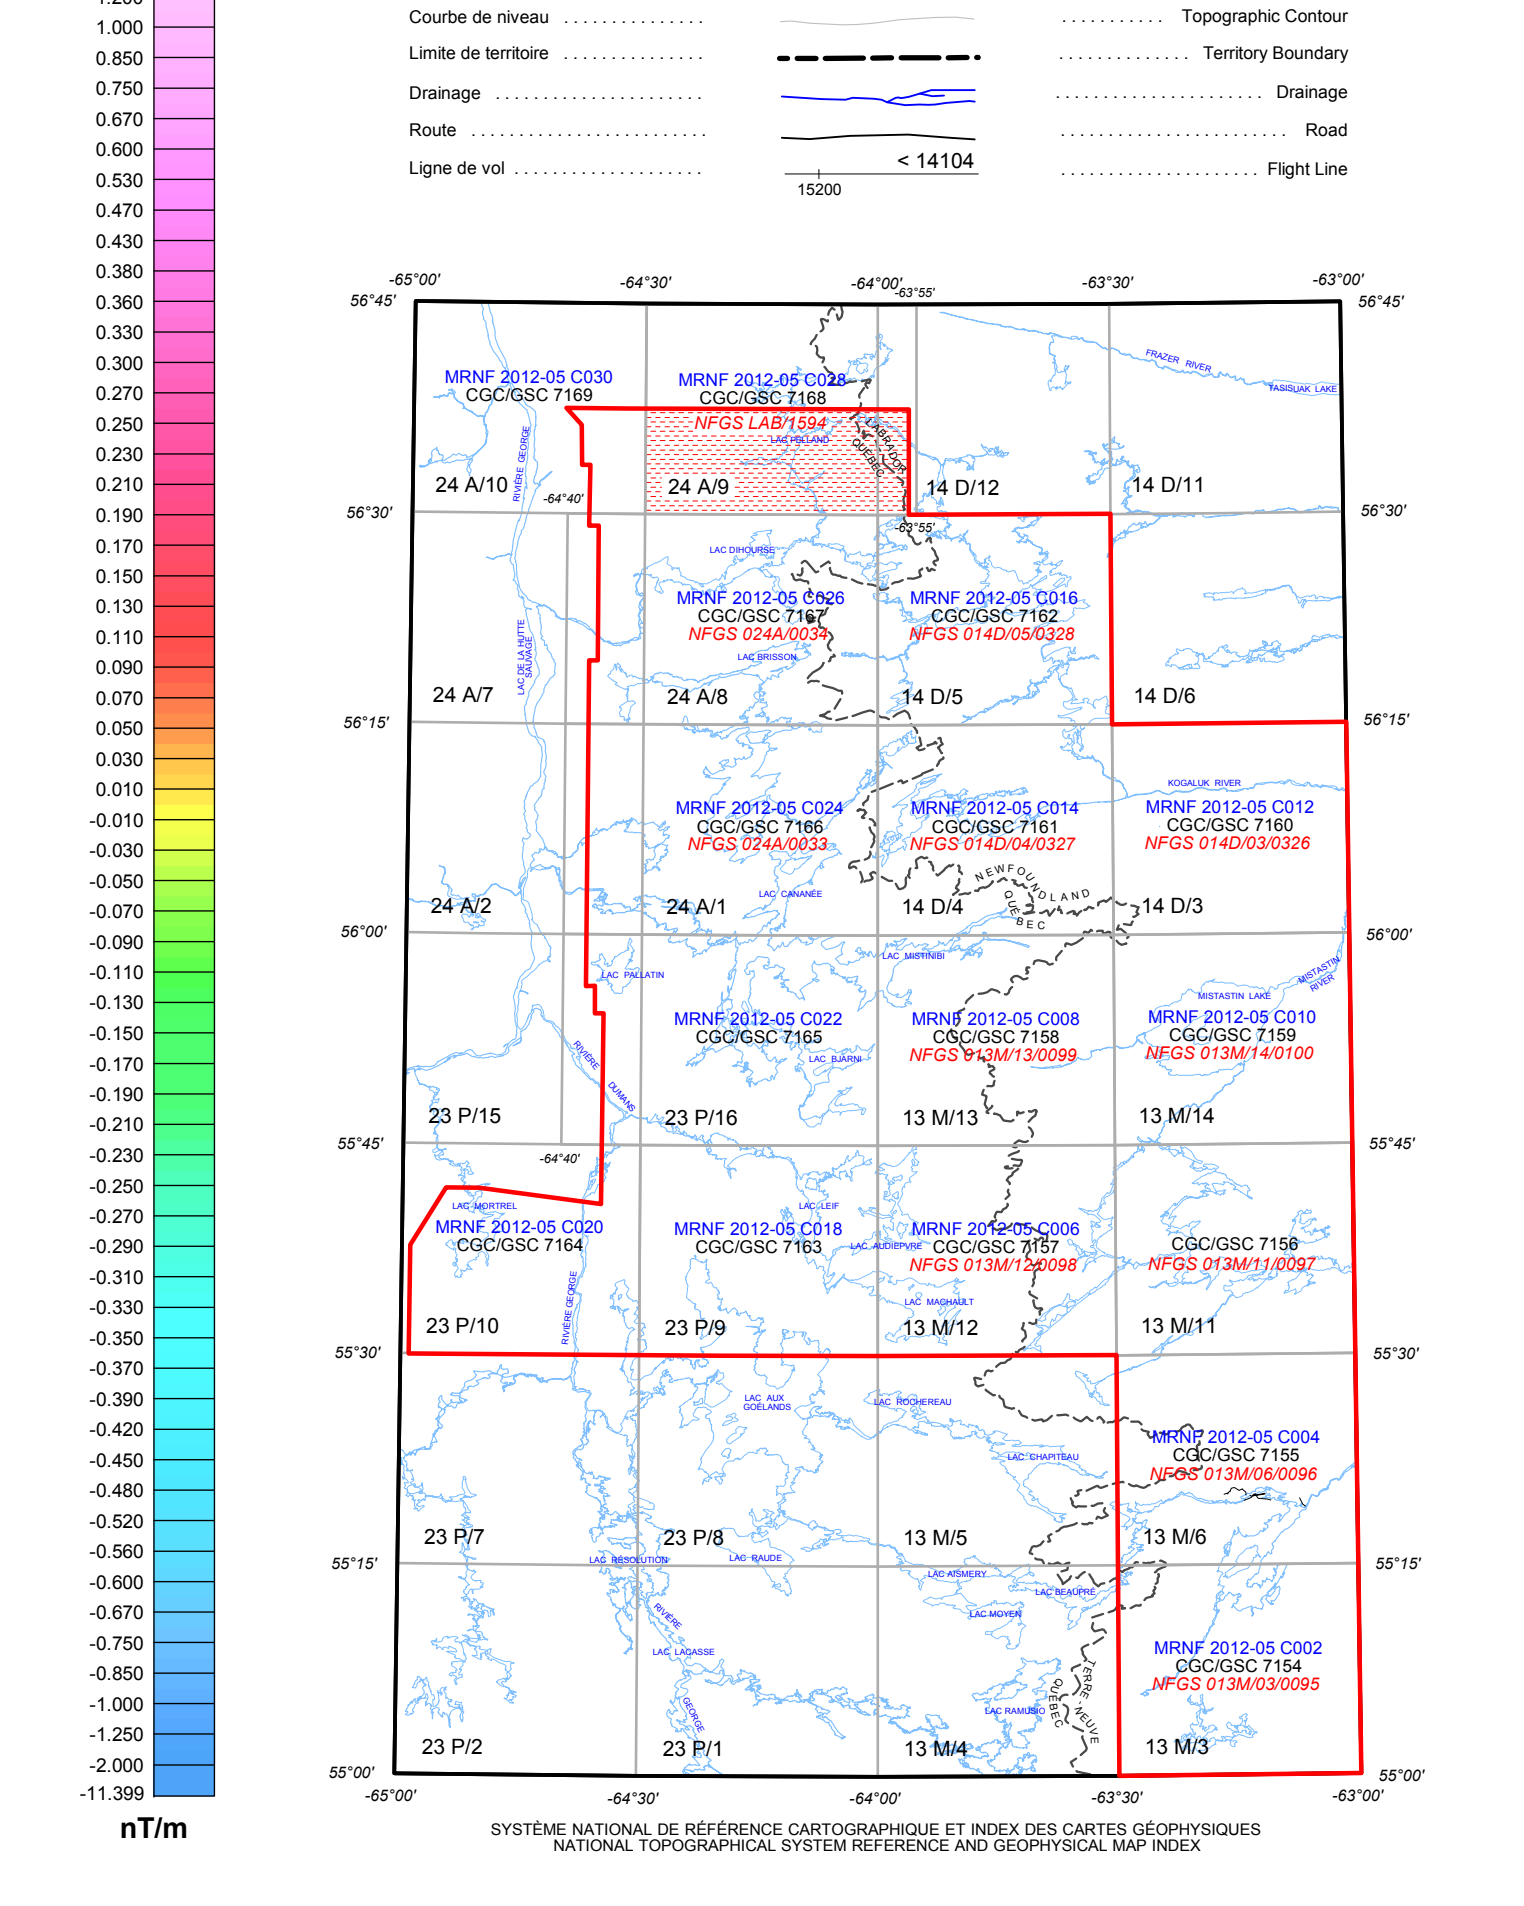 1.200
1.000
0.850
0.750
0.670
0.600
0.530
0.470
0.430
0.380
0.360
0.330
0.300
0.270
0.250
0.230
0.210
0.190
0.170
0.150
0.130
0.110
0.090
0.070
0.050
0.030
0.010
-0.010
-0.030
-0.050
-0.070
-0.090
-0.110
-0.130
-0.150
-0.170
-0.190
-0.210
-0.230
-0.250
-0.270
-0.290
-0.310
-0.330
-0.350
-0.370
-0.390
-0.420
-0.450
-0.480
-0.520
-0.560
-0.600
-0.670
-0.750
-0.850
-1.000
-1.250
-2.000
-11.399
nT/m
Courbe de niveau ............... ........... Topographic Contour
Limite de territoire ............... .............. Territory Boundary
Drainage ...................... ...................... Drainage
Route ......................... ........................ Road
Ligne de vol .................... < 14104 ..................... Flight Line
15200
-65°00' -64°30' -64°00' -63°30' -63°00'
-63°55'
56°45' 56°45'
FRAZER RIVER
TASISUAK LAKE
MRNF 2012-05 C030
CGC/GSC 7169
MRNF 2012-05 C028
CGC/GSC 7168
NFGS LAB/1594
LAC PELLAND
LABRADOR
QUÉBEC
RIVIÈRE GEORGE
24 A/10
24 A/9
14 D/12
14 D/11
-64°40'
56°30' 56°30'
-63°55'
LAC DIHOURSE
MRNF 2012-05 C026
CGC/GSC 7167
NFGS 024A/0034
MRNF 2012-05 C016
CGC/GSC 7162
NFGS 014D/05/0328
LAC DE LA HUTTE
SAUVAGE
LAC BRISSON
24 A/7
24 A/8
14 D/5
14 D/6
56°15' 56°15'
KOGALUK RIVER
MRNF 2012-05 C024
CGC/GSC 7166
NFGS 024A/0033
MRNF 2012-05 C014
CGC/GSC 7161
NFGS 014D/04/0327
MRNF 2012-05 C012
CGC/GSC 7160
NFGS 014D/03/0326
NEWFOUNDLAND
QUÉBEC
LAC CANANÉE
24 A/2
24 A/1
14 D/4
14 D/3
56°00' 56°00'
LAC MISTINIBI
LAC PALLATIN
MISTASTIN
RIVER
MISTASTIN LAKE
MRNF 2012-05 C022
CGC/GSC 7165
MRNF 2012-05 C008
CGC/GSC 7158
NFGS 013M/13/0099
MRNF 2012-05 C010
CGC/GSC 7159
NFGS 013M/14/0100
LAC BJARNI
RIVIÈRE
DUMANS
23 P/15
23 P/16
13 M/13
13 M/14
55°45' 55°45'
-64°40'
LAC MORTREL
LAC LEIF
MRNF 2012-05 C020
CGC/GSC 7164
MRNF 2012-05 C018
CGC/GSC 7163
MRNF 2012-05 C006
CGC/GSC 7157
NFGS 013M/12/0098
CGC/GSC 7156
NFGS 013M/11/0097
LAC AUDIEPVRE
RIVIÈRE GEORGE
LAC MACHAULT
23 P/10
23 P/9
13 M/12
13 M/11
55°30' 55°30'
LAC AUX
GOÉLANDS
LAC ROCHEREAU
MRNF 2012-05 C004
CGC/GSC 7155
NFGS 013M/06/0096
LAC CHAPITEAU
23 P/7
23 P/8
13 M/5
13 M/6
LAC RÉSOLUTION
LAC RAUDE
55°15' 55°15'
LAC AISMERY
LAC BEAUPRÉ
LAC MOYEN
RIVIÈRE
LAC LACASSE
GEORGE
MRNF 2012-05 C002
CGC/GSC 7154
NFGS 013M/03/0095
LAC RAMUSIO
QUÉBEC
TERRE-NEUVE
23 P/2
23 P/1
13 M/4
13 M/3
55°00' 55°00'
-65°00' -64°30' -64°00' -63°30' -63°00'
SYSTÈME NATIONAL DE RÉFÉRENCE CARTOGRAPHIQUE ET INDEX DES CARTES GÉOPHYSIQUES
NATIONAL TOPOGRAPHICAL SYSTEM REFERENCE AND GEOPHYSICAL MAP INDEX